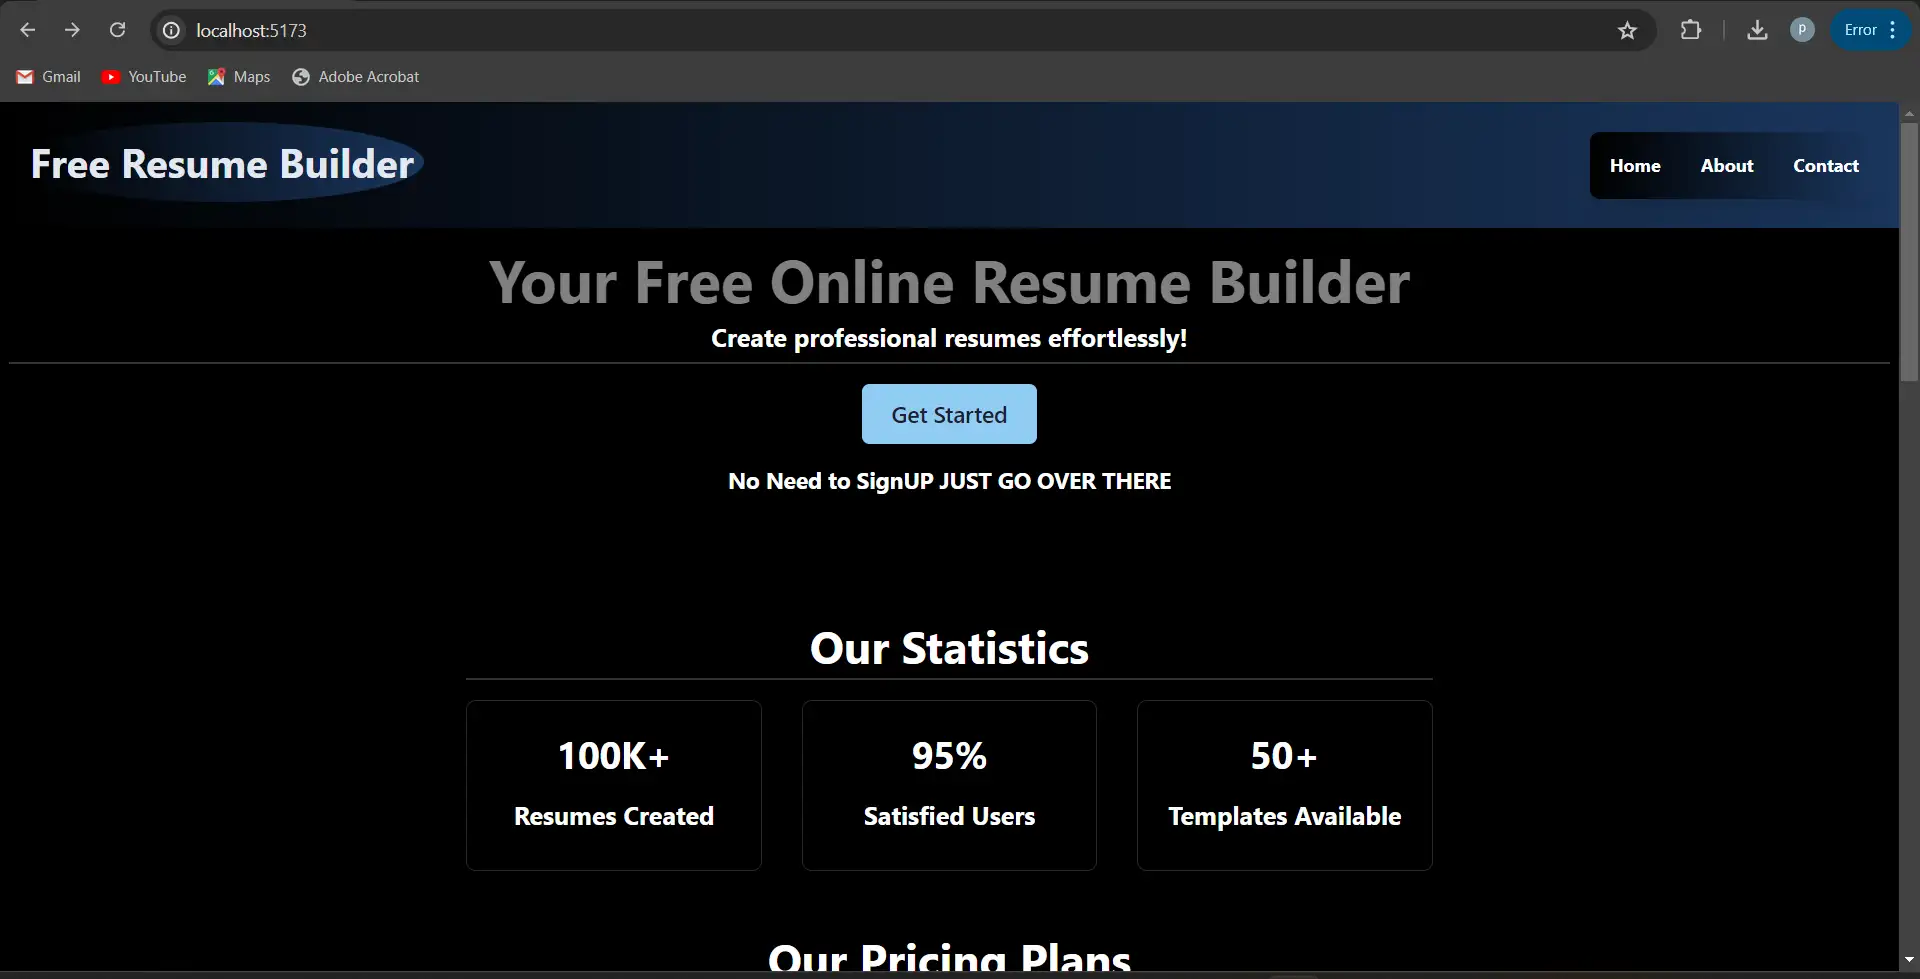 localhost:5173
p
Error
Gmail YouTube Maps Adobe Acrobat
Free Resume Builder
Home About Contact
Your Free Online Resume Builder
Create professional resumes effortlessly!
Get Started
No Need to SignUP JUST GO OVER THERE
Our Statistics
100K+ 95% 50+
Resumes Created Satisfied Users Templates Available
Our Pricing Plans